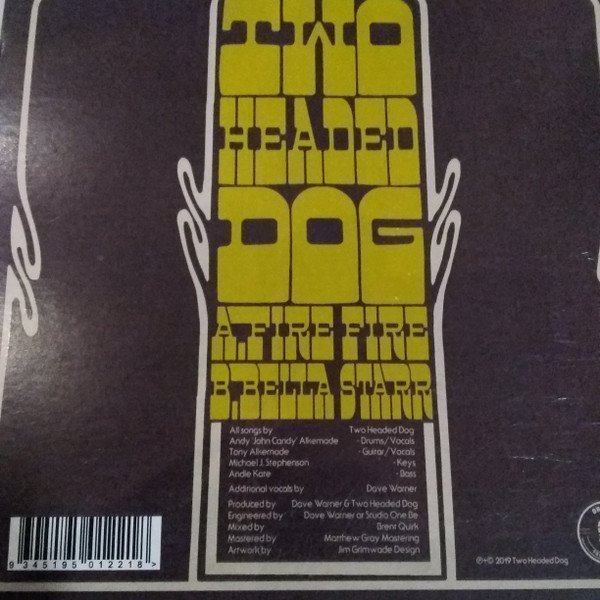 TWO
HEADED
DOG
A. FIRE FIRE
B. BELLA STARR
All songs by Two Headed Dog
Andy 'John Candy' Alkemade - Drums/Vocals
Tony Alkemade - Guitar/Vocals
Michael J. Stephenson - Keys
Andie Kate - Bass
Additional vocals by Dave Warner
Produced by Dave Warner & Two Headed Dog
Engineered by Dave Warner at Studio One Be
Mixed by Brent Quirk
Mastered by Matthew Gray Mastering
Artwork by Jim Grimwade Design
9 345195 012218 >
℗+© 2019 Two Headed Dog